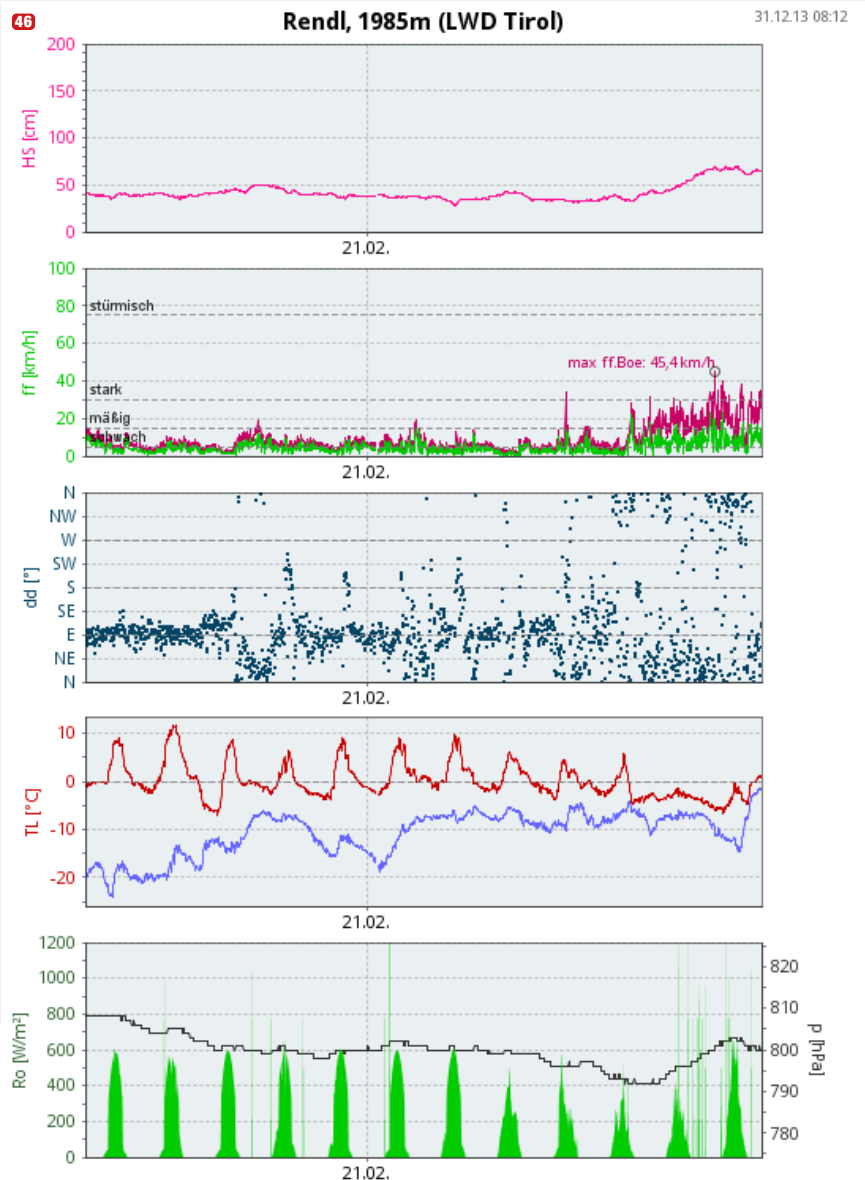 46
Rendl, 1985m (LWD Tirol)
31.12.13 08:12
HS [cm]
200
150
100
50
0
21.02.
ff [km/h]
100
80
60
40
20
0
stürmisch
stark
mäßig
schwach
max ff.Boe: 45,4 km/h
21.02.
dd [°]
N
NW
W
SW
S
SE
E
NE
N
21.02.
TL [°C]
10
0
-10
-20
21.02.
Ro [W/m²]
1200
1000
800
600
400
200
0
p [hPa]
820
810
800
790
780
21.02.